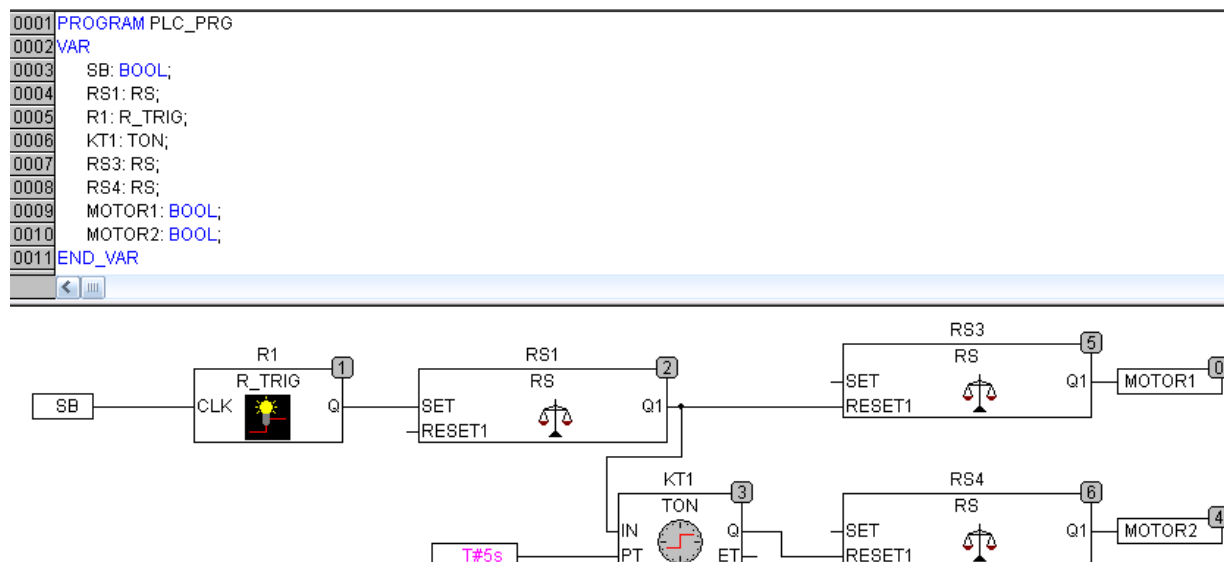 0001 PROGRAM PLC_PRG
0002 VAR
0003 SB: BOOL;
0004 RS1: RS;
0005 R1: R_TRIG;
0006 KT1: TON;
0007 RS3: RS;
0008 RS4: RS;
0009 MOTOR1: BOOL;
0010 MOTOR2: BOOL;
0011 END_VAR
RS3
5
RS
SET
Q1
MOTOR1
0
RESET1
R1
1
R_TRIG
SB
CLK
Q
RS1
2
RS
SET
Q1
RESET1
KT1
3
TON
IN
Q
T#5s
PT
ET
RS4
6
RS
SET
Q1
MOTOR2
4
RESET1